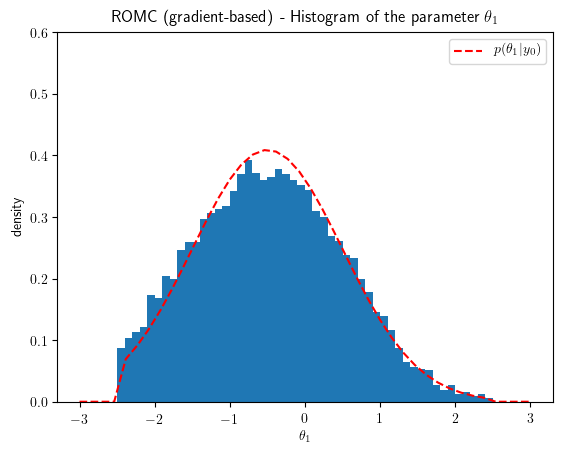 ROMC (gradient-based) - Histogram of the parameter θ₁
p(θ₁|y₀)
0.6
0.5
0.4
0.3
0.2
0.1
0.0
density
−3 −2 −1 0 1 2 3
θ₁